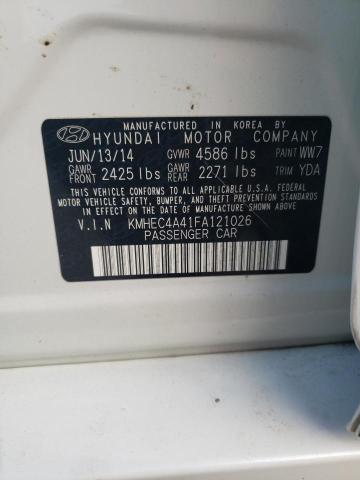 MANUFACTURED IN KOREA BY
HYUNDAI MOTOR COMPANY
JUN/13/14 GVWR 4586 lbs PAINT WW7
GAWR FRONT 2425 lbs GAWR REAR 2271 lbs TRIM YDA
THIS VEHICLE CONFORMS TO ALL APPLICABLE U.S.A FEDERAL
MOTOR VEHICLE SAFETY, BUMPER, AND THEFT PREVENTION STANDARDS
IN EFFECT ON THE DATE OF MANUFACTURE SHOWN ABOVE.
V.I.N KMHEC4A41FA121026
PASSENGER CAR